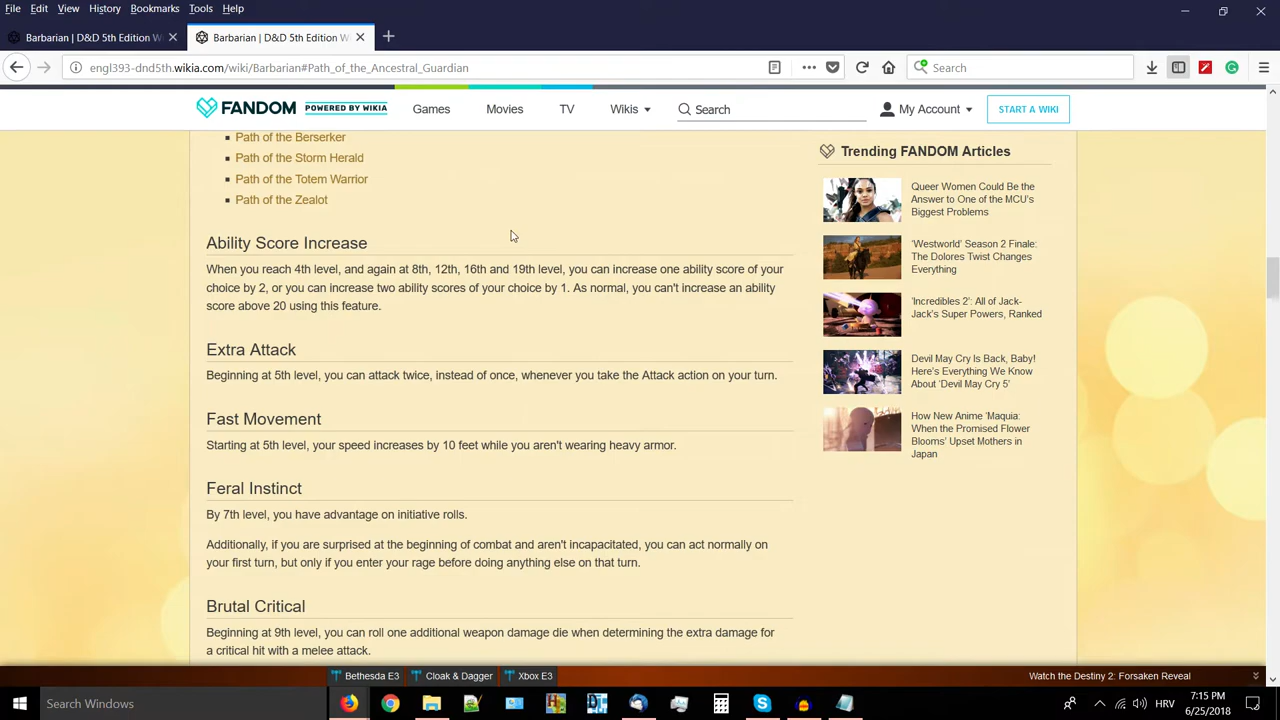 File Edit View History Bookmarks Tools Help
Barbarian | D&D 5th Edition W
Barbarian | D&D 5th Edition W
engl393-dnd5th.wikia.com/wiki/Barbarian#Path_of_the_Ancestral_Guardian
Search
FANDOM POWERED BY WIKIA
Games Movies TV Wikis Search My Account START A WIKI
Path of the Berserker
Path of the Storm Herald
Path of the Totem Warrior
Path of the Zealot
Ability Score Increase
When you reach 4th level, and again at 8th, 12th, 16th and 19th level, you can increase one ability score of your
choice by 2, or you can increase two ability scores of your choice by 1. As normal, you can't increase an ability
score above 20 using this feature.
Extra Attack
Beginning at 5th level, you can attack twice, instead of once, whenever you take the Attack action on your turn.
Fast Movement
Starting at 5th level, your speed increases by 10 feet while you aren't wearing heavy armor.
Feral Instinct
By 7th level, you have advantage on initiative rolls.
Additionally, if you are surprised at the beginning of combat and aren't incapacitated, you can act normally on
your first turn, but only if you enter your rage before doing anything else on that turn.
Brutal Critical
Beginning at 9th level, you can roll one additional weapon damage die when determining the extra damage for
a critical hit with a melee attack.
Trending FANDOM Articles
Queer Women Could Be the
Answer to One of the MCU's
Biggest Problems
'Westworld' Season 2 Finale:
The Dolores Twist Changes
Everything
'Incredibles 2': All of Jack-
Jack's Super Powers, Ranked
Devil May Cry Is Back, Baby!
Here's Everything We Know
About 'Devil May Cry 5'
How New Anime 'Maquia:
When the Promised Flower
Blooms' Upset Mothers in
Japan
Bethesda E3 Cloak & Dagger Xbox E3
Watch the Destiny 2: Forsaken Reveal
Search Windows
HRV
7:15 PM
6/25/2018